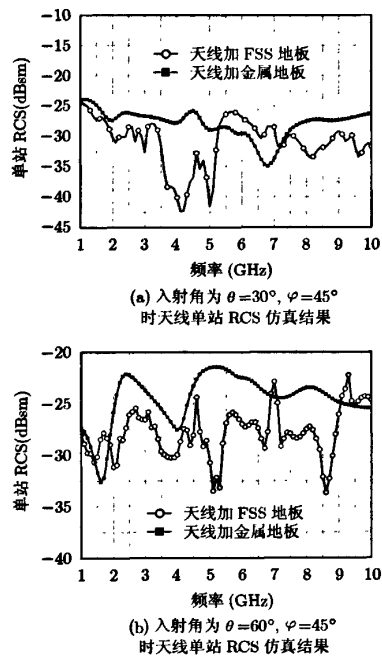 −10
−15
−20
−25
−30
−35
−40
−45
单站 RCS(dBsm)
天线加 FSS 地板
天线加金属地板
1 2 3 4 5 6 7 8 9 10
频率 (GHz)
(a) 入射角为 θ=30°, φ=45°
时天线单站 RCS 仿真结果
−20
−25
−30
−35
−40
单站 RCS(dBsm)
天线加 FSS 地板
天线加金属地板
1 2 3 4 5 6 7 8 9 10
频率 (GHz)
(b) 入射角为 θ=60°, φ=45°
时天线单站 RCS 仿真结果